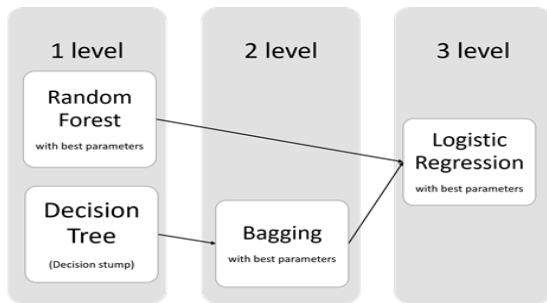 1 level
Random
Forest
with best parameters
Decision
Tree
(Decision stump)
2 level
Bagging
with best parameters
3 level
Logistic
Regression
with best parameters